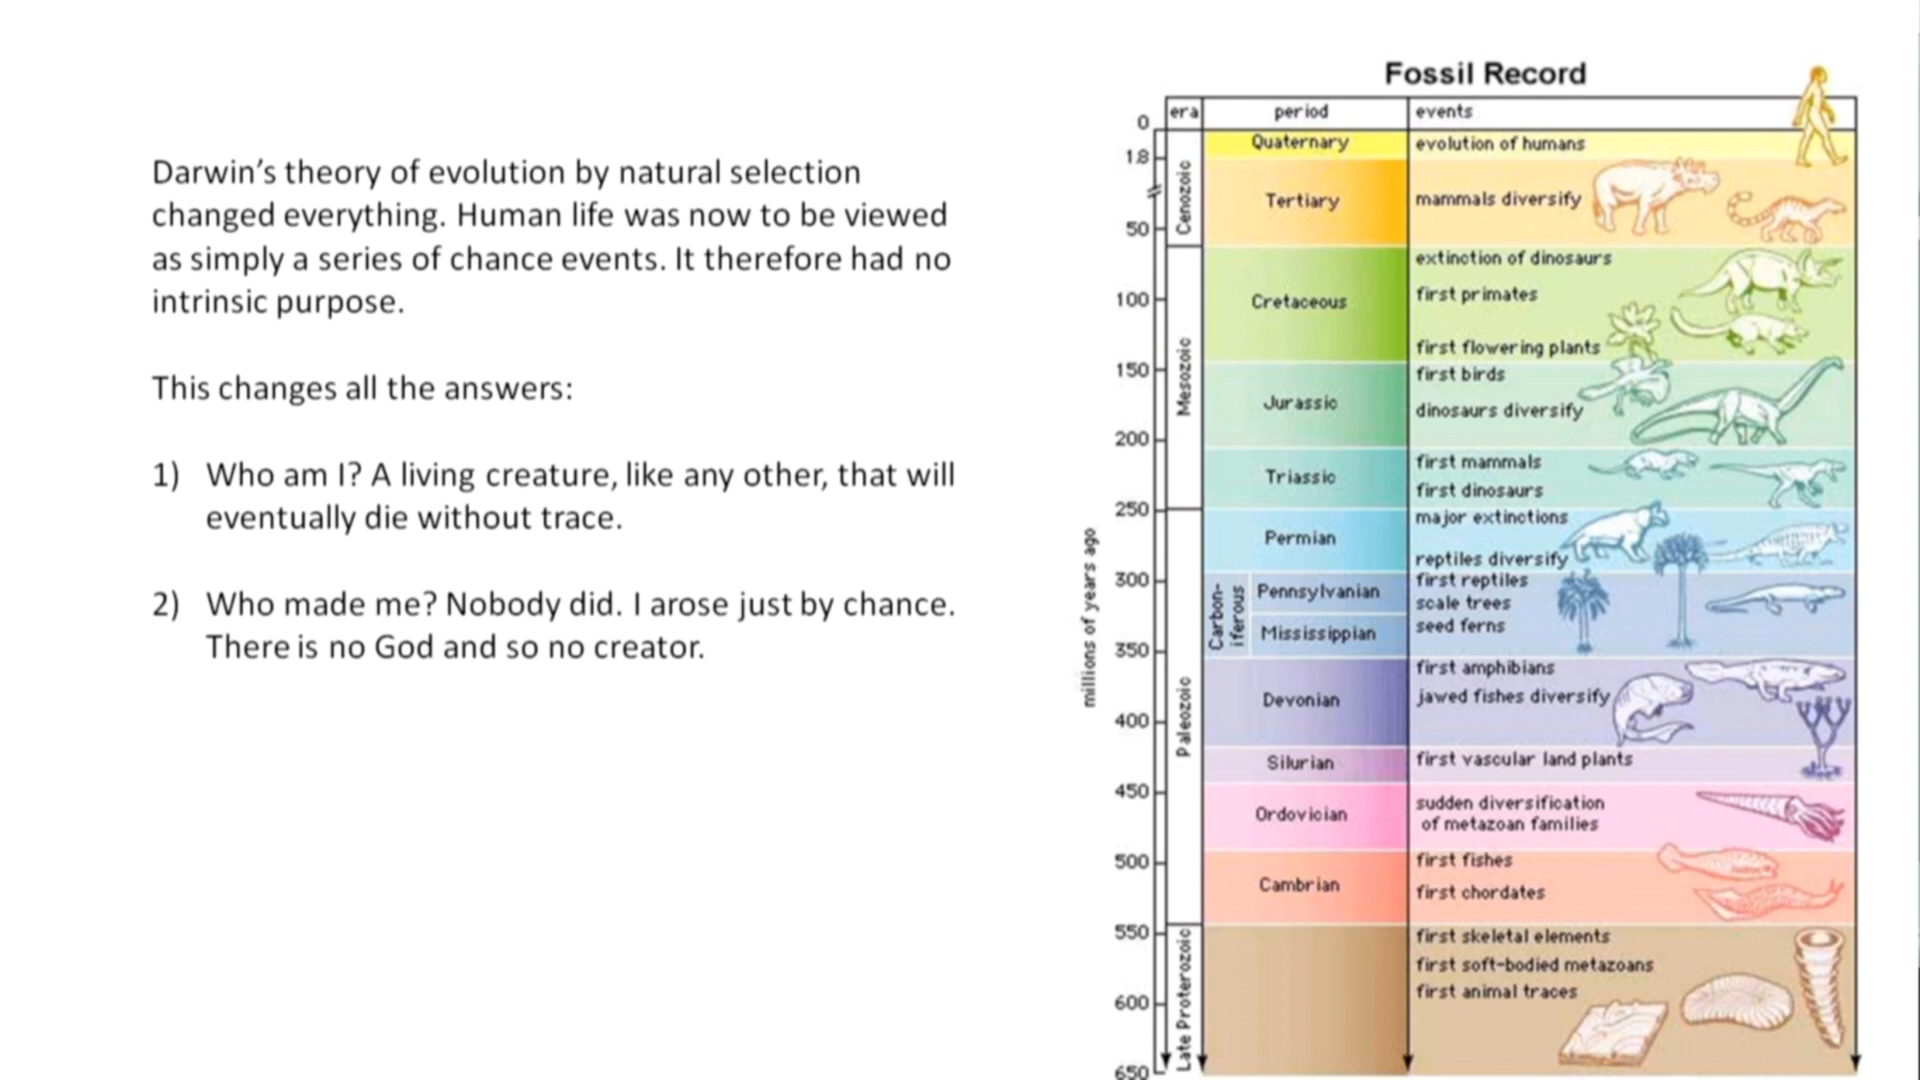 Darwin's theory of evolution by natural selection
changed everything. Human life was now to be viewed
as simply a series of chance events. It therefore had no
intrinsic purpose.
This changes all the answers:
1) Who am I? A living creature, like any other, that will
eventually die without trace.
2) Who made me? Nobody did. I arose just by chance.
There is no God and so no creator.
Fossil Record
era period events
0
Quaternary evolution of humans
1.8
Cenozoic
Tertiary mammals diversify
50
extinction of dinosaurs
first primates
100 Cretaceous
first flowering plants
Mesozoic
150 first birds
Jurassic dinosaurs diversify
200
first mammals
Triassic
first dinosaurs
250
major extinctions
Permian
reptiles diversify
300 first reptiles
Carbon-
iferous
Pennsylvanian scale trees
Mississippian seed ferns
350
millions of years ago
first amphibians
Devonian jawed fishes diversify
Paleozoic
400
Silurian first vascular land plants
450
Ordovician sudden diversification
of metazoan families
500 first fishes
Cambrian first chordates
550
first skeletal elements
first soft-bodied metazoans
first animal traces
600
Late Proterozoic
650